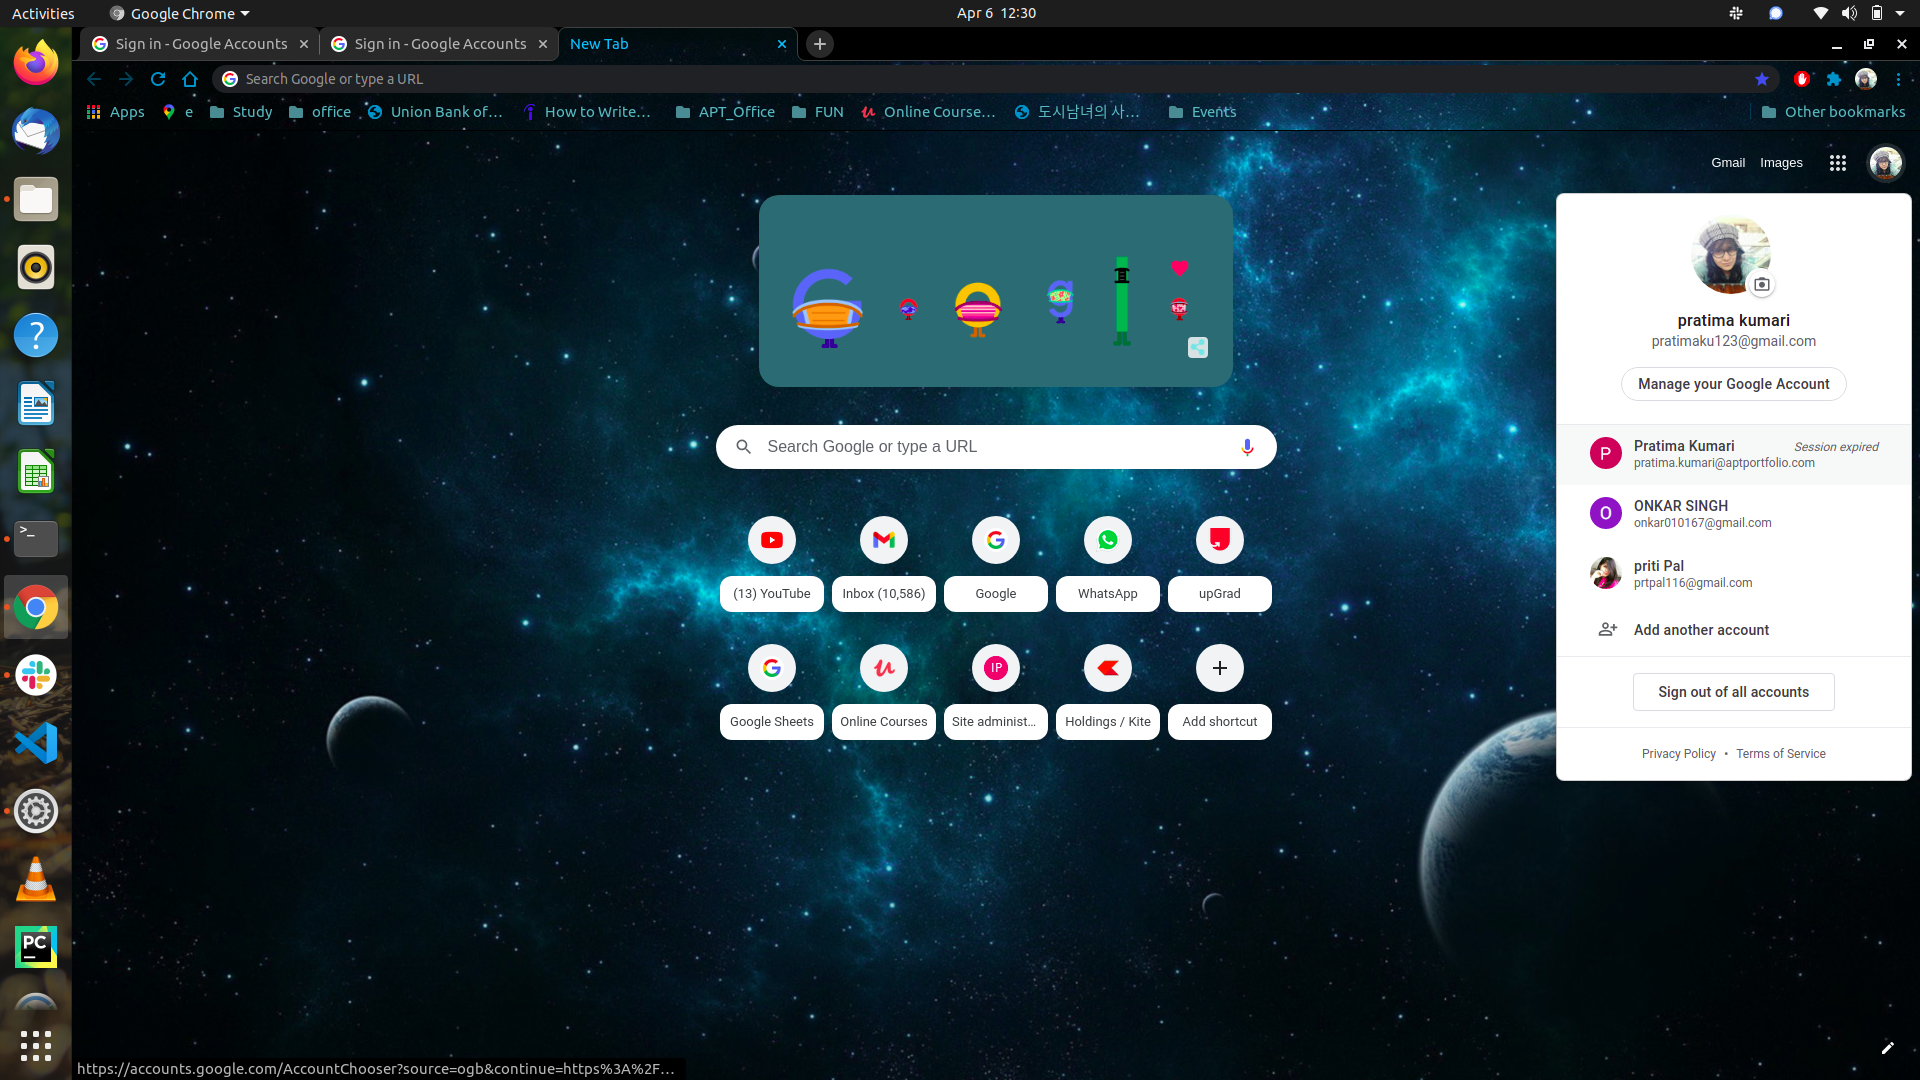 Activities
Google Chrome
Apr 6 12:30
Sign in - Google Accounts
Sign in - Google Accounts
New Tab
Search Google or type a URL
Apps
e
Study
office
Union Bank of…
How to Write…
APT_Office
FUN
Online Course…
도시남녀의 사…
Events
Other bookmarks
Gmail
Images
pratima kumari
pratimaku123@gmail.com
Manage your Google Account
Pratima Kumari
Session expired
pratima.kumari@aptportfolio.com
ONKAR SINGH
onkar010167@gmail.com
priti Pal
prtpal116@gmail.com
Add another account
Sign out of all accounts
Privacy Policy • Terms of Service
Search Google or type a URL
(13) YouTube
Inbox (10,586)
Google
WhatsApp
upGrad
Google Sheets
Online Courses
IP
Site administ…
Holdings / Kite
Add shortcut
P
O
PC
https://accounts.google.com/AccountChooser?source=ogb&continue=https%3A%2F…